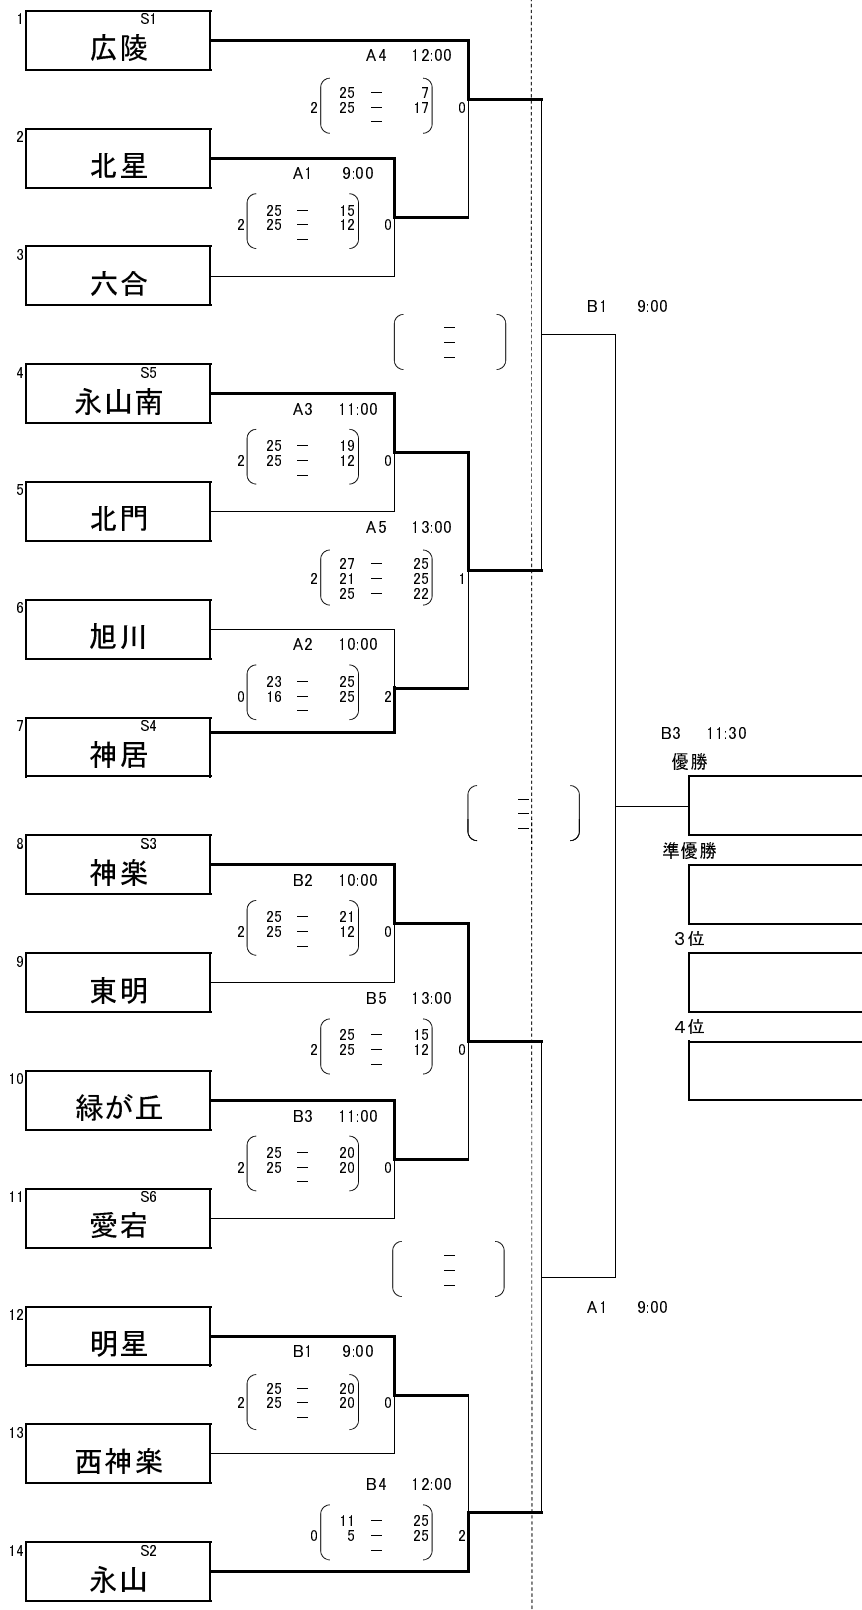 1 S1
広陵
A4 12:00
25 ― 7
2 25 ― 17 0
―
2
北星
A1 9:00
25 ― 15
2 25 ― 12 0
―
3
六合
B1 9:00
―
―
―
4 S5
永山南
A3 11:00
25 ― 19
2 25 ― 12 0
―
5
北門
A5 13:00
27 ― 25
2 21 ― 25 1
25 ― 22
6
旭川
A2 10:00
23 ― 25
0 16 ― 25 2
―
7 S4
神居
B3 11:30
優勝
―
―
―
準優勝
8 S3
神楽
B2 10:00
25 ― 21
2 25 ― 12 0
―
3位
9
東明
B5 13:00
4位
25 ― 15
2 25 ― 12 0
―
10
緑が丘
B3 11:00
25 ― 20
2 25 ― 20 0
―
11 S6
愛宕
―
―
―
A1 9:00
12
明星
B1 9:00
25 ― 20
2 25 ― 20 0
―
13
西神楽
B4 12:00
11 ― 25
0 5 ― 25 2
―
14 S2
永山